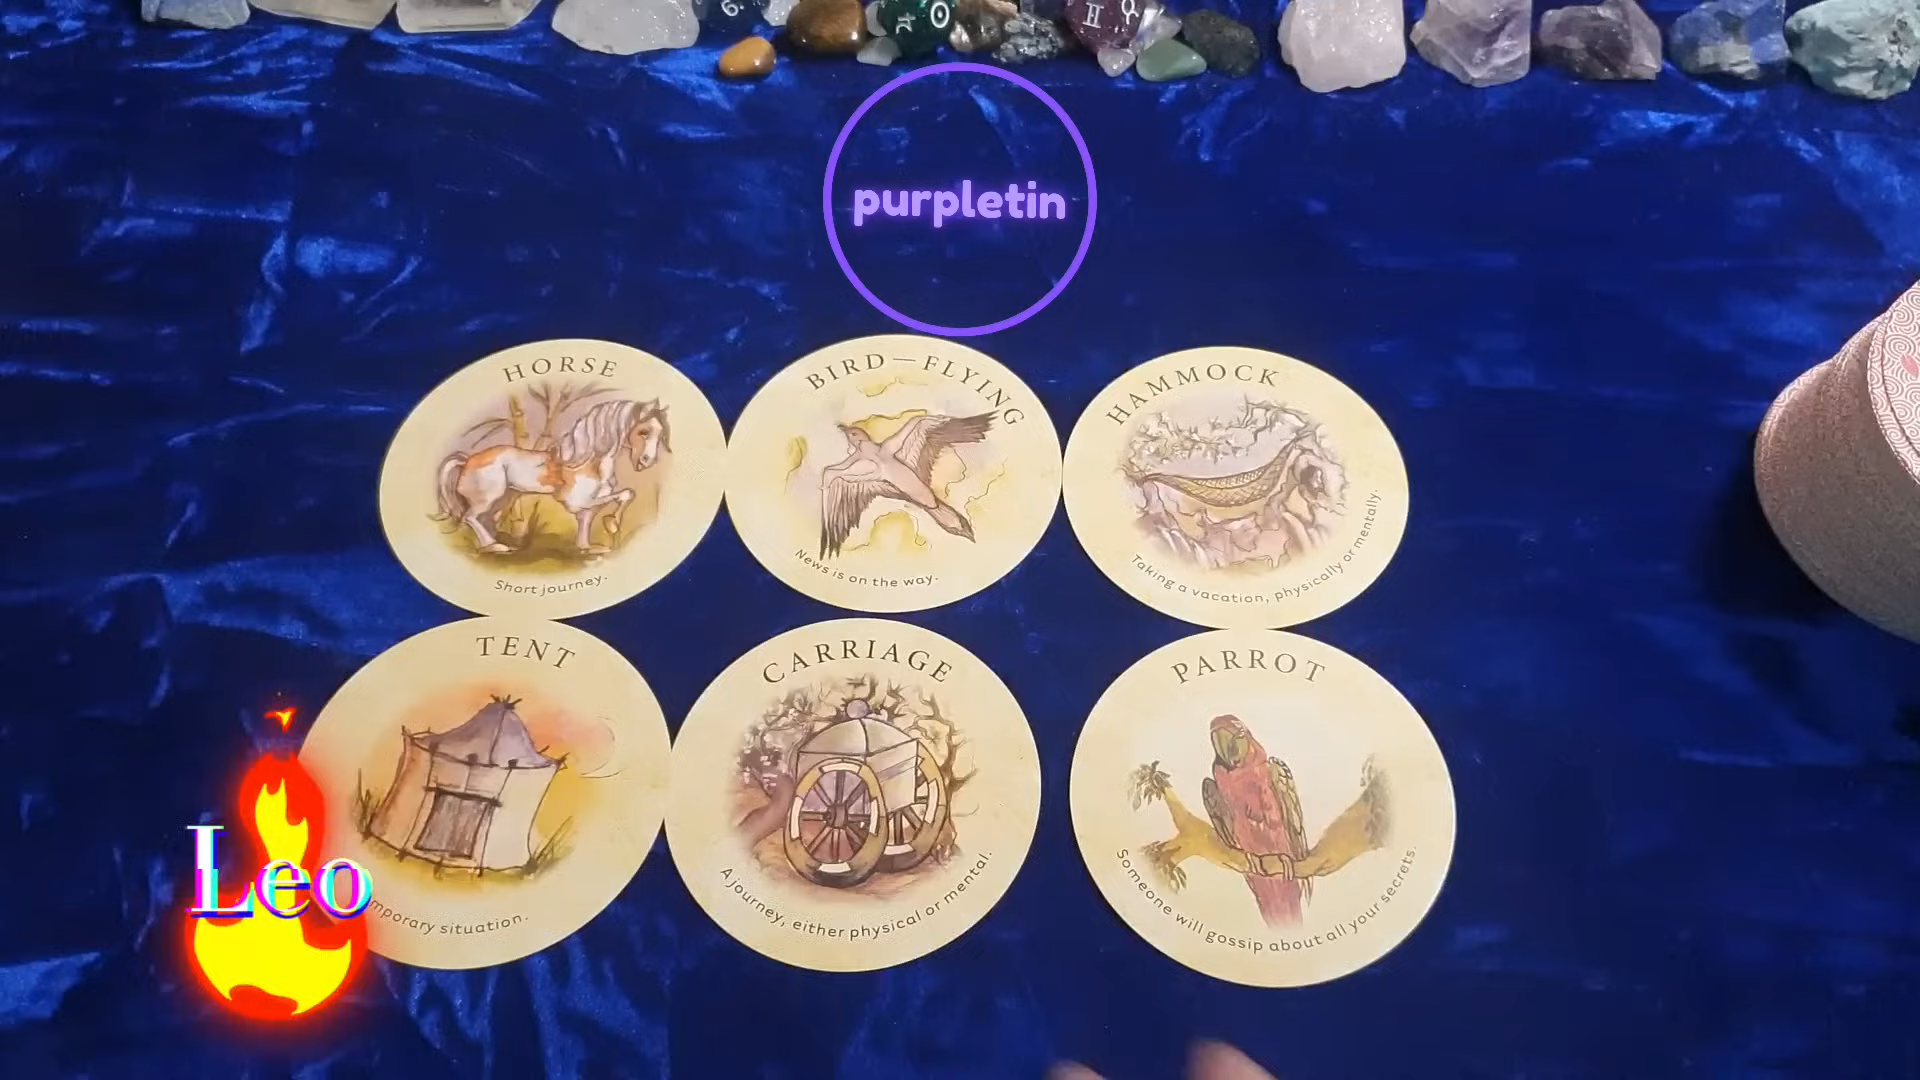 purpletin
HORSE
Short journey.
BIRD—FLYING
News is on the way.
HAMMOCK
Taking a vacation, physically or mentally.
TENT
situation.
CARRIAGE
A journey, either physical or mental.
PARROT
Someone will gossip about all your secrets.
Leo